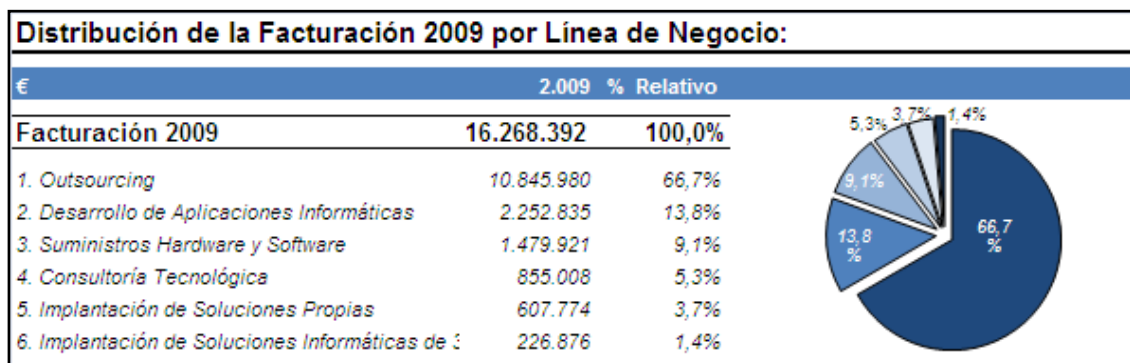 Distribución de la Facturación 2009 por Línea de Negocio:
€ 2.009 % Relativo
Facturación 2009 16.268.392 100,0%
1. Outsourcing 10.845.980 66,7%
2. Desarrollo de Aplicaciones Informáticas 2.252.835 13,8%
3. Suministros Hardware y Software 1.479.921 9,1%
4. Consultoría Tecnológica 855.008 5,3%
5. Implantación de Soluciones Propias 607.774 3,7%
6. Implantación de Soluciones Informáticas de 226.876 1,4%
5,3% 3,7% 1,4%
9,1%
13,8
%
66,7
%